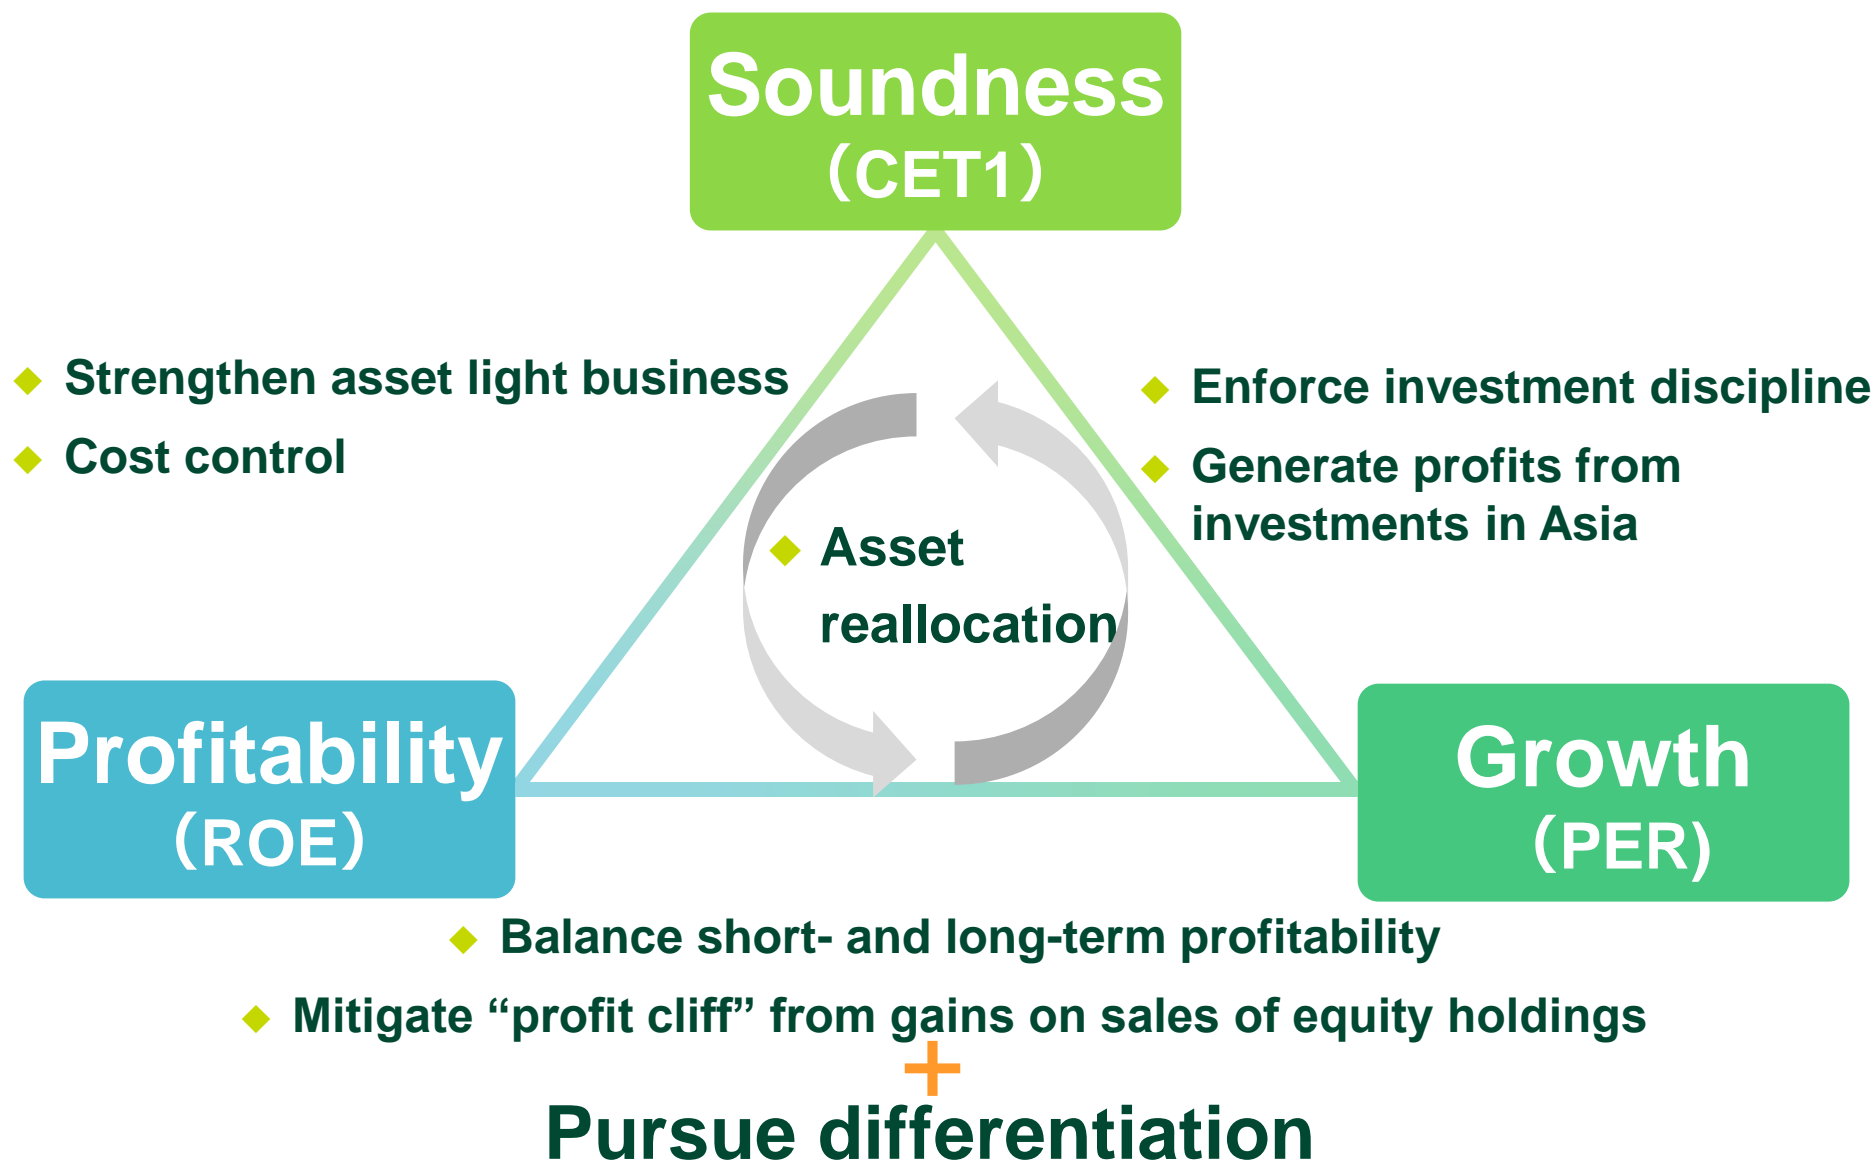 Soundness
（CET1）
◆ Strengthen asset light business
◆ Cost control
◆ Enforce investment discipline
◆ Generate profits from
investments in Asia
◆ Asset
reallocation
Profitability
（ROE）
Growth
（PER)
◆ Balance short- and long-term profitability
◆ Mitigate “profit cliff” from gains on sales of equity holdings
+
Pursue differentiation